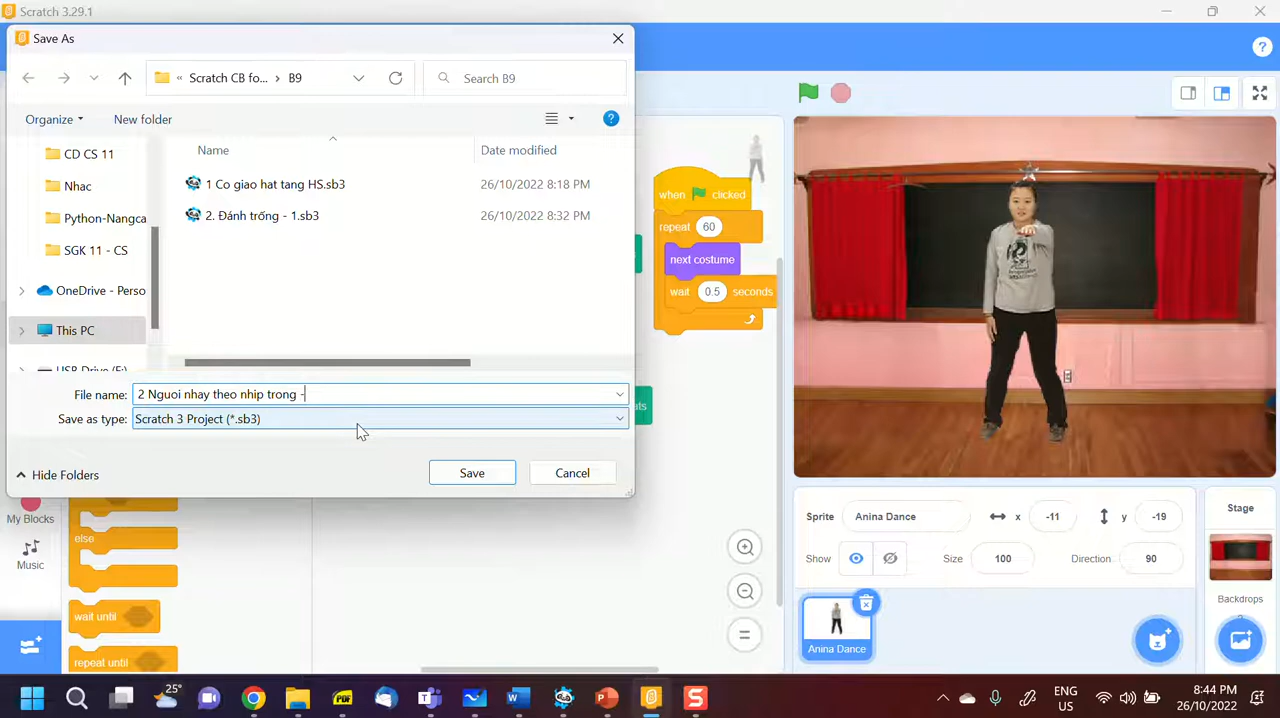 Scratch 3.29.1
Save As
« Scratch CB fo... › B9
Search B9
Organize
New folder
Name
Date modified
CD CS 11
Nhac
Python-Nangca
SGK 11 - CS
OneDrive - Perso
This PC
USB Drive (F:)
1 Co giao hat tang HS.sb3
26/10/2022 8:18 PM
2. Đánh trống - 1.sb3
26/10/2022 8:32 PM
File name:
2 Nguoi nhay theo nhip trong -
Save as type:
Scratch 3 Project (*.sb3)
Hide Folders
Save
Cancel
when clicked
repeat 60
next costume
wait 0.5 seconds
My Blocks
Music
else
wait until
repeat until
Sprite
Anina Dance
x
-11
y
-19
Show
Size
100
Direction
90
Anina Dance
Stage
Backdrops
25°
PDF
ENG
US
8:44 PM
26/10/2022